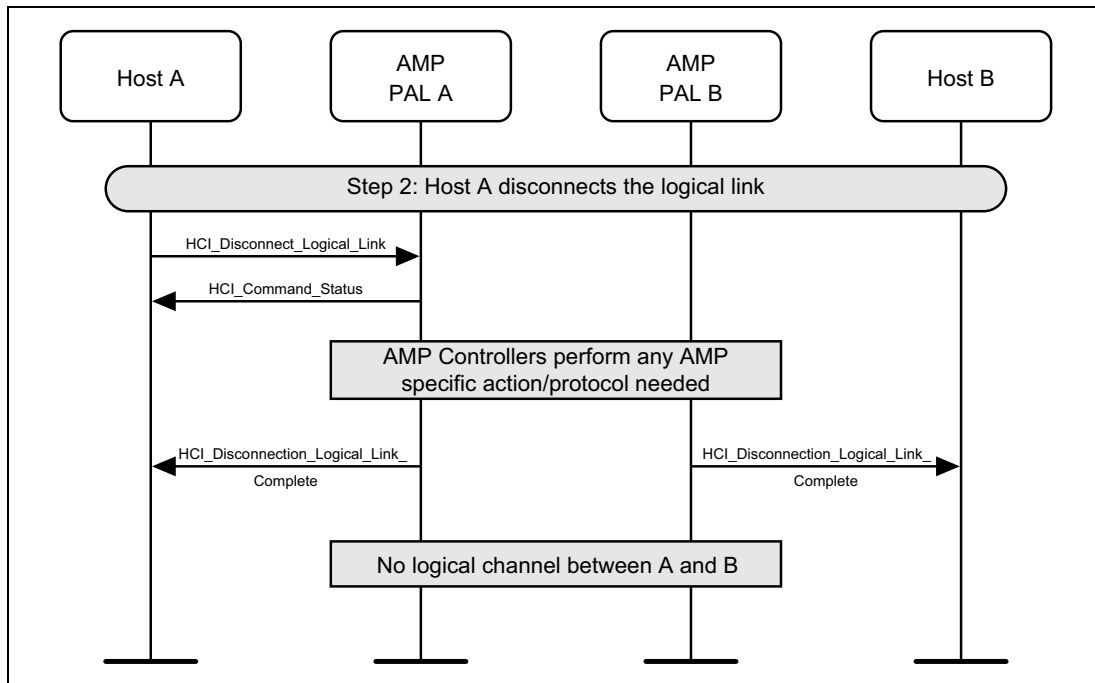 Host A
AMP
PAL A
AMP
PAL B
Host B
Step 2: Host A disconnects the logical link
HCI_Disconnect_Logical_Link
HCI_Command_Status
AMP Controllers perform any AMP
specific action/protocol needed
HCI_Disconnection_Logical_Link_
Complete
HCI_Disconnection_Logical_Link_
Complete
No logical channel between A and B